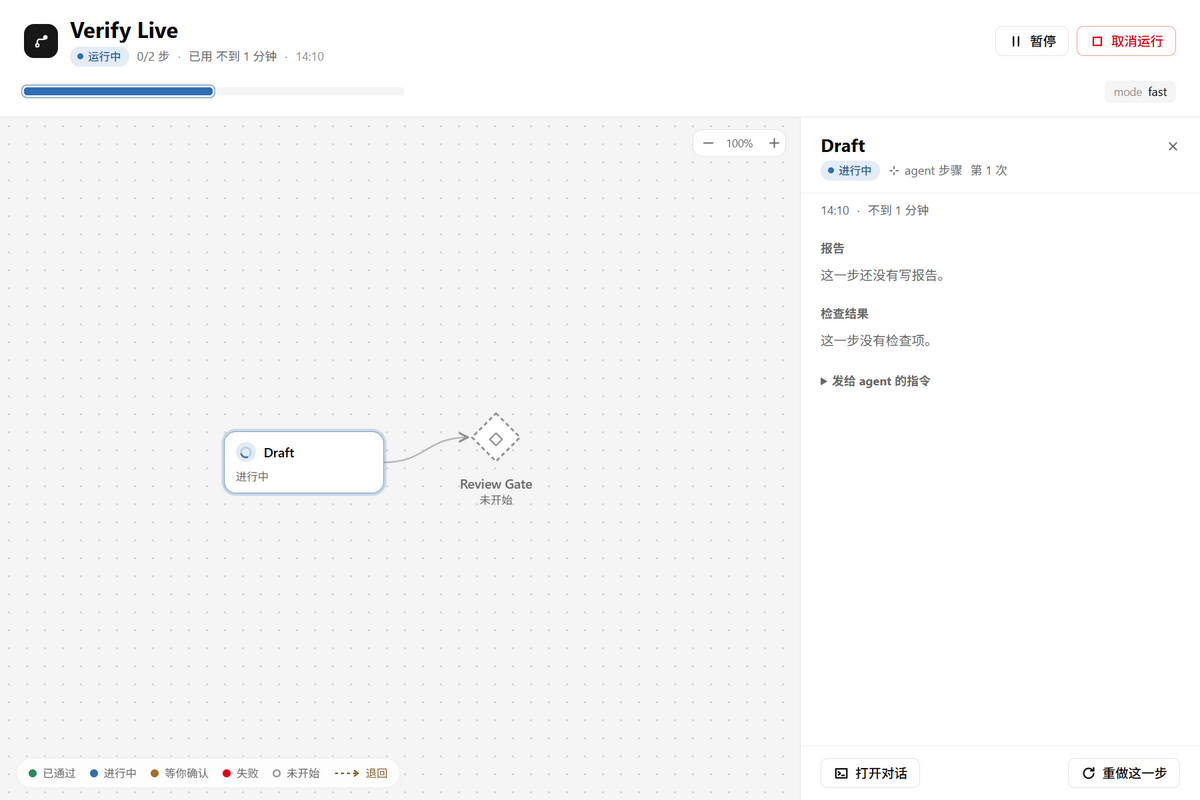 Verify Live
运行中 0/2 步 · 已用 不到 1 分钟 · 14:10
暂停
取消运行
mode fast
100%
Draft
进行中
Review Gate
未开始
已通过 进行中 等你确认 失败 未开始 退回
Draft
进行中 agent 步骤 第 1 次
14:10 · 不到 1 分钟
报告
这一步还没有写报告。
检查结果
这一步没有检查项。
发给 agent 的指令
打开对话
重做这一步